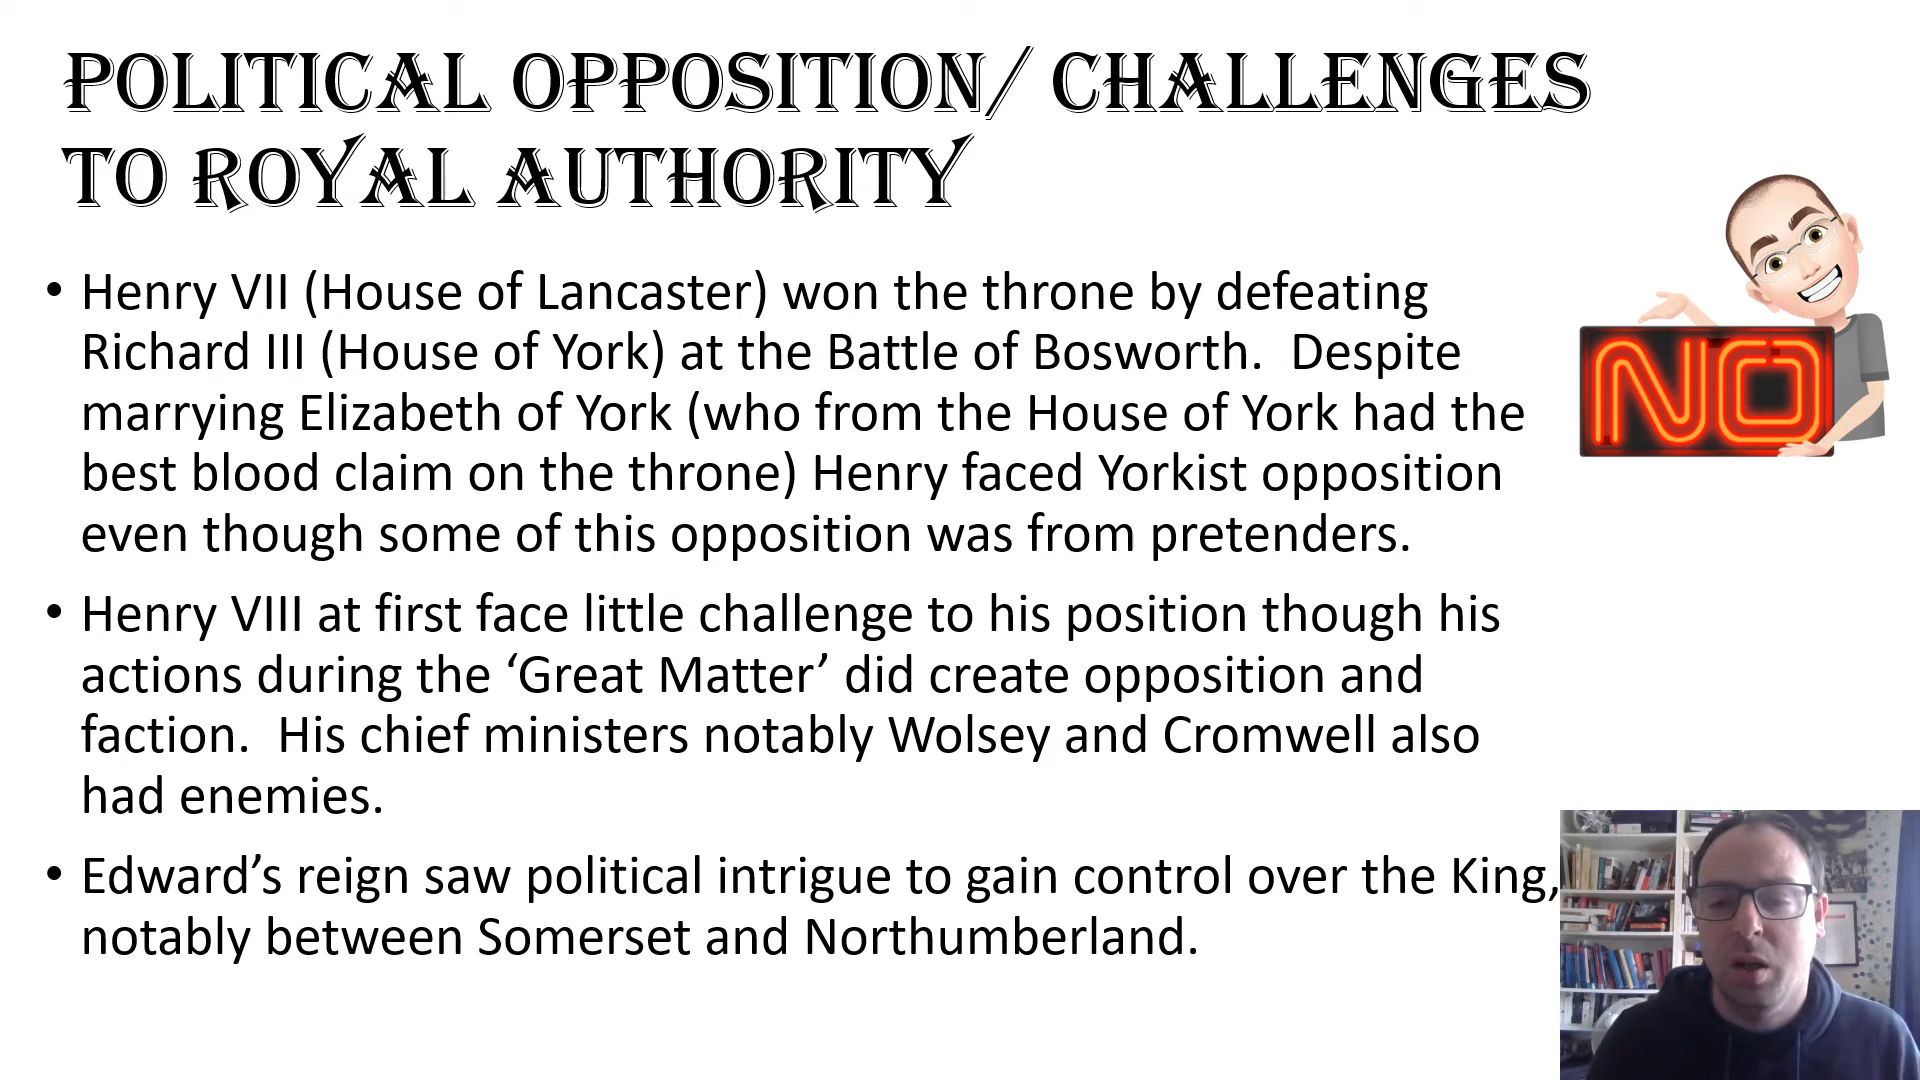 POLITICAL OPPOSITION/ CHALLENGES
TO ROYAL AUTHORITY
• Henry VII (House of Lancaster) won the throne by defeating
Richard III (House of York) at the Battle of Bosworth.  Despite
marrying Elizabeth of York (who from the House of York had the
best blood claim on the throne) Henry faced Yorkist opposition
even though some of this opposition was from pretenders.
NO
• Henry VIII at first face little challenge to his position though his
actions during the ‘Great Matter’ did create opposition and
faction.  His chief ministers notably Wolsey and Cromwell also
had enemies.
• Edward’s reign saw political intrigue to gain control over the King,
notably between Somerset and Northumberland.